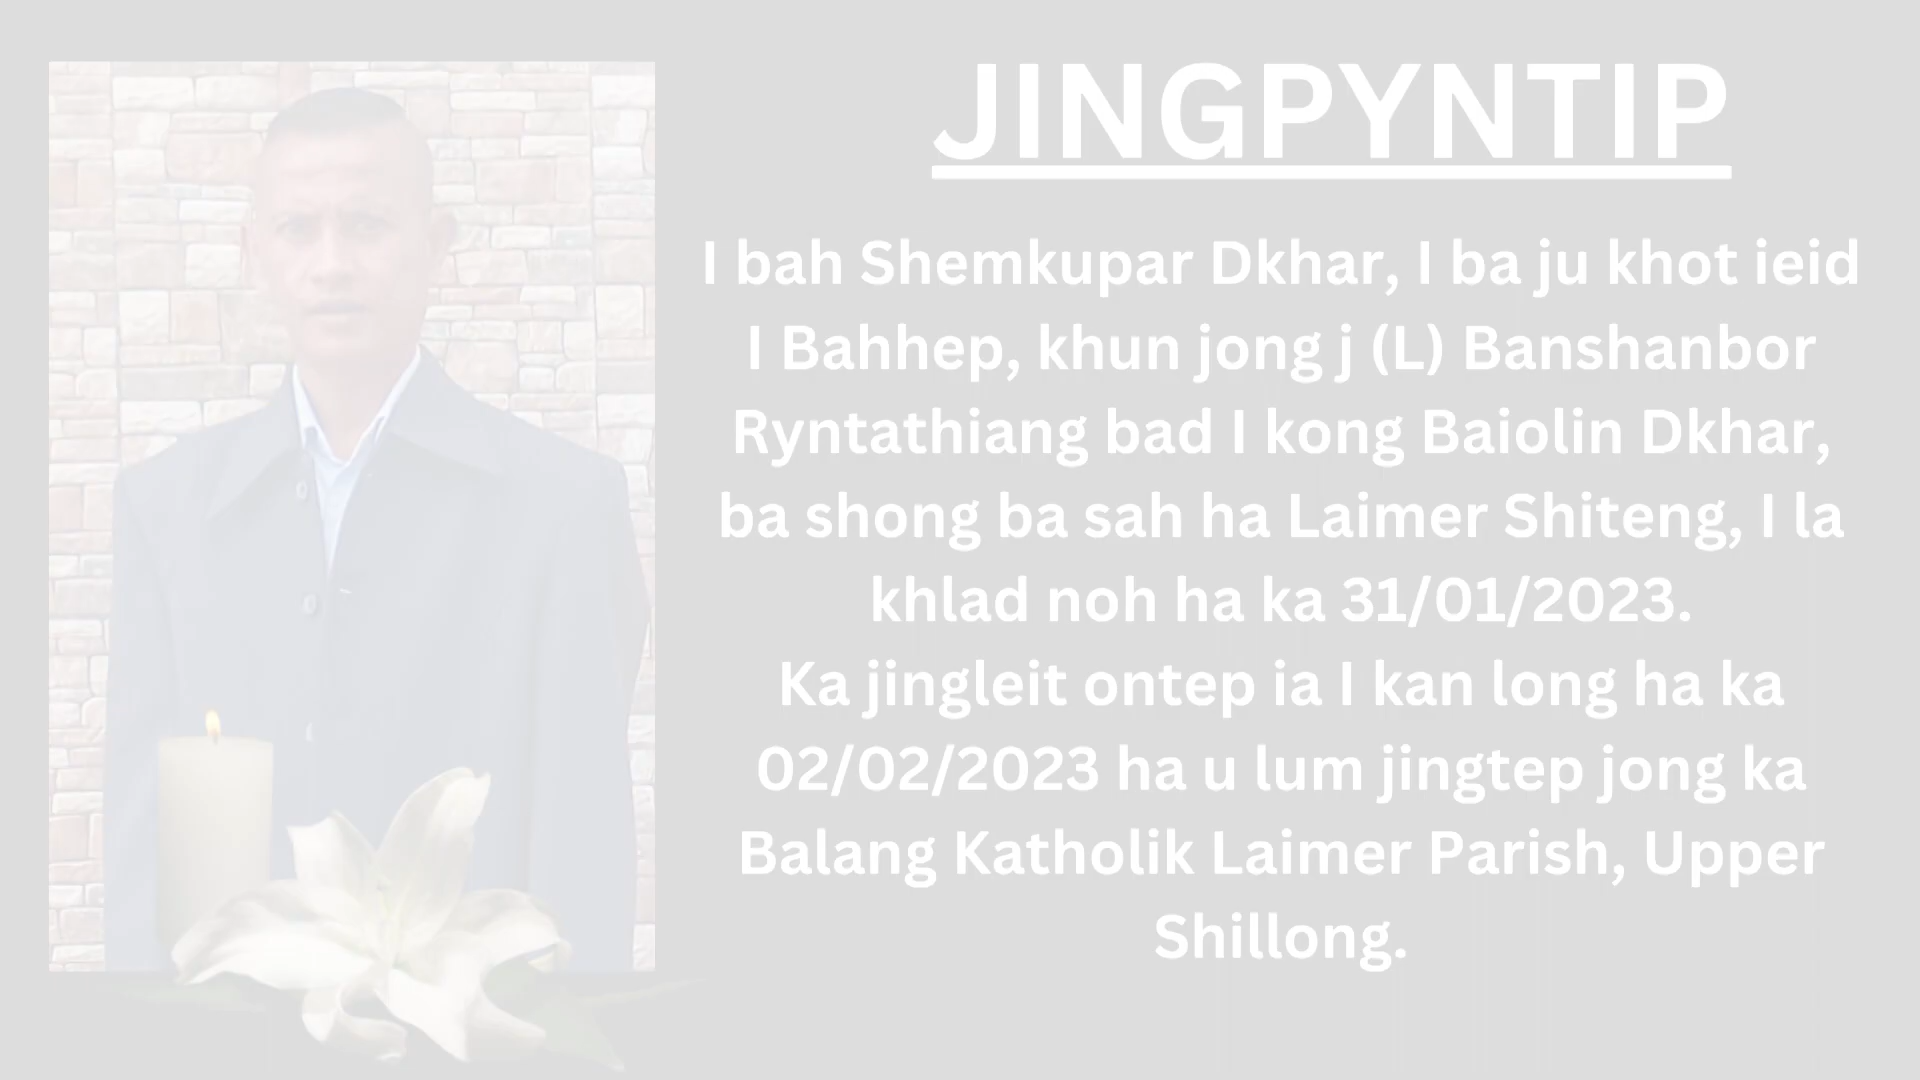 JINGPYNTIP
I bah Shemkupar Dkhar, I ba ju khot ieid
I Bahhep, khun jong j (L) Banshanbor
Ryntathiang bad I kong Baiolin Dkhar,
ba shong ba sah ha Laimer Shiteng, I la
khlad noh ha ka 31/01/2023.
Ka jingleit ontep ia I kan long ha ka
02/02/2023 ha u lum jingtep jong ka
Balang Katholik Laimer Parish, Upper
Shillong.